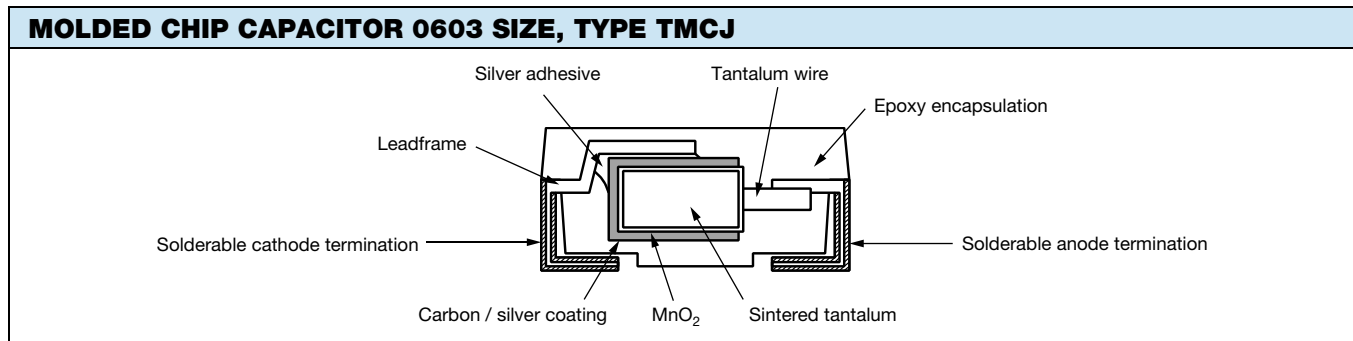 MOLDED CHIP CAPACITOR 0603 SIZE, TYPE TMCJ
Silver adhesive
Tantalum wire
Epoxy encapsulation
Leadframe
Solderable cathode termination
Solderable anode termination
Carbon / silver coating
MnO₂
Sintered tantalum